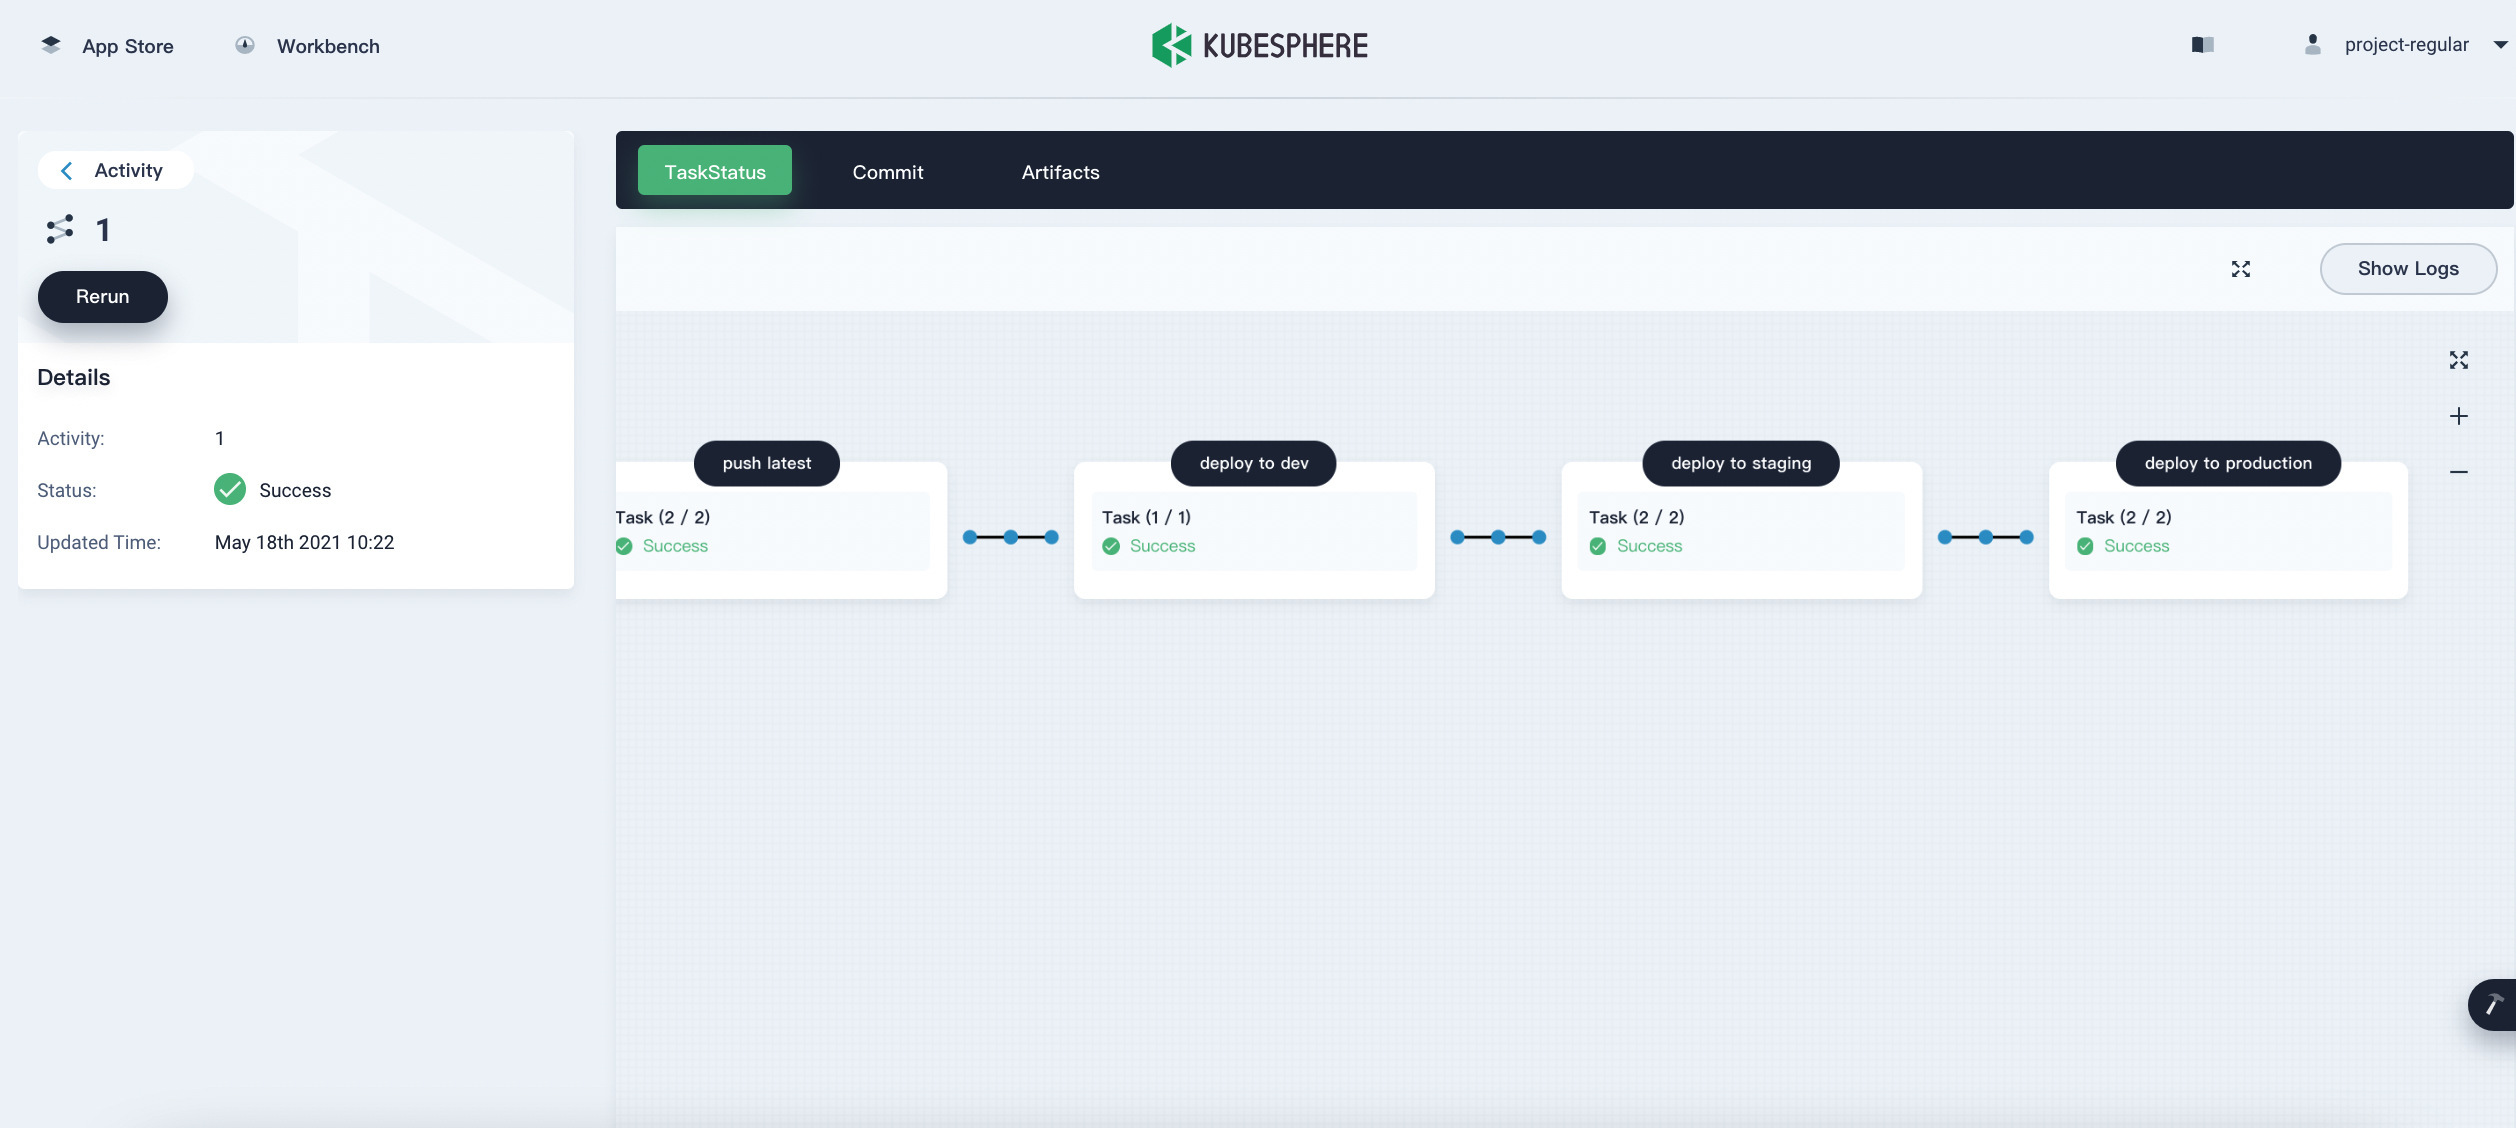 App Store
Workbench
KUBESPHERE
project-regular
Activity
1
Rerun
Details
Activity: 1
Status: Success
Updated Time: May 18th 2021 10:22
TaskStatus Commit Artifacts
Show Logs
push latest
Task (2 / 2)
Success
deploy to dev
Task (1 / 1)
Success
deploy to staging
Task (2 / 2)
Success
deploy to production
Task (2 / 2)
Success